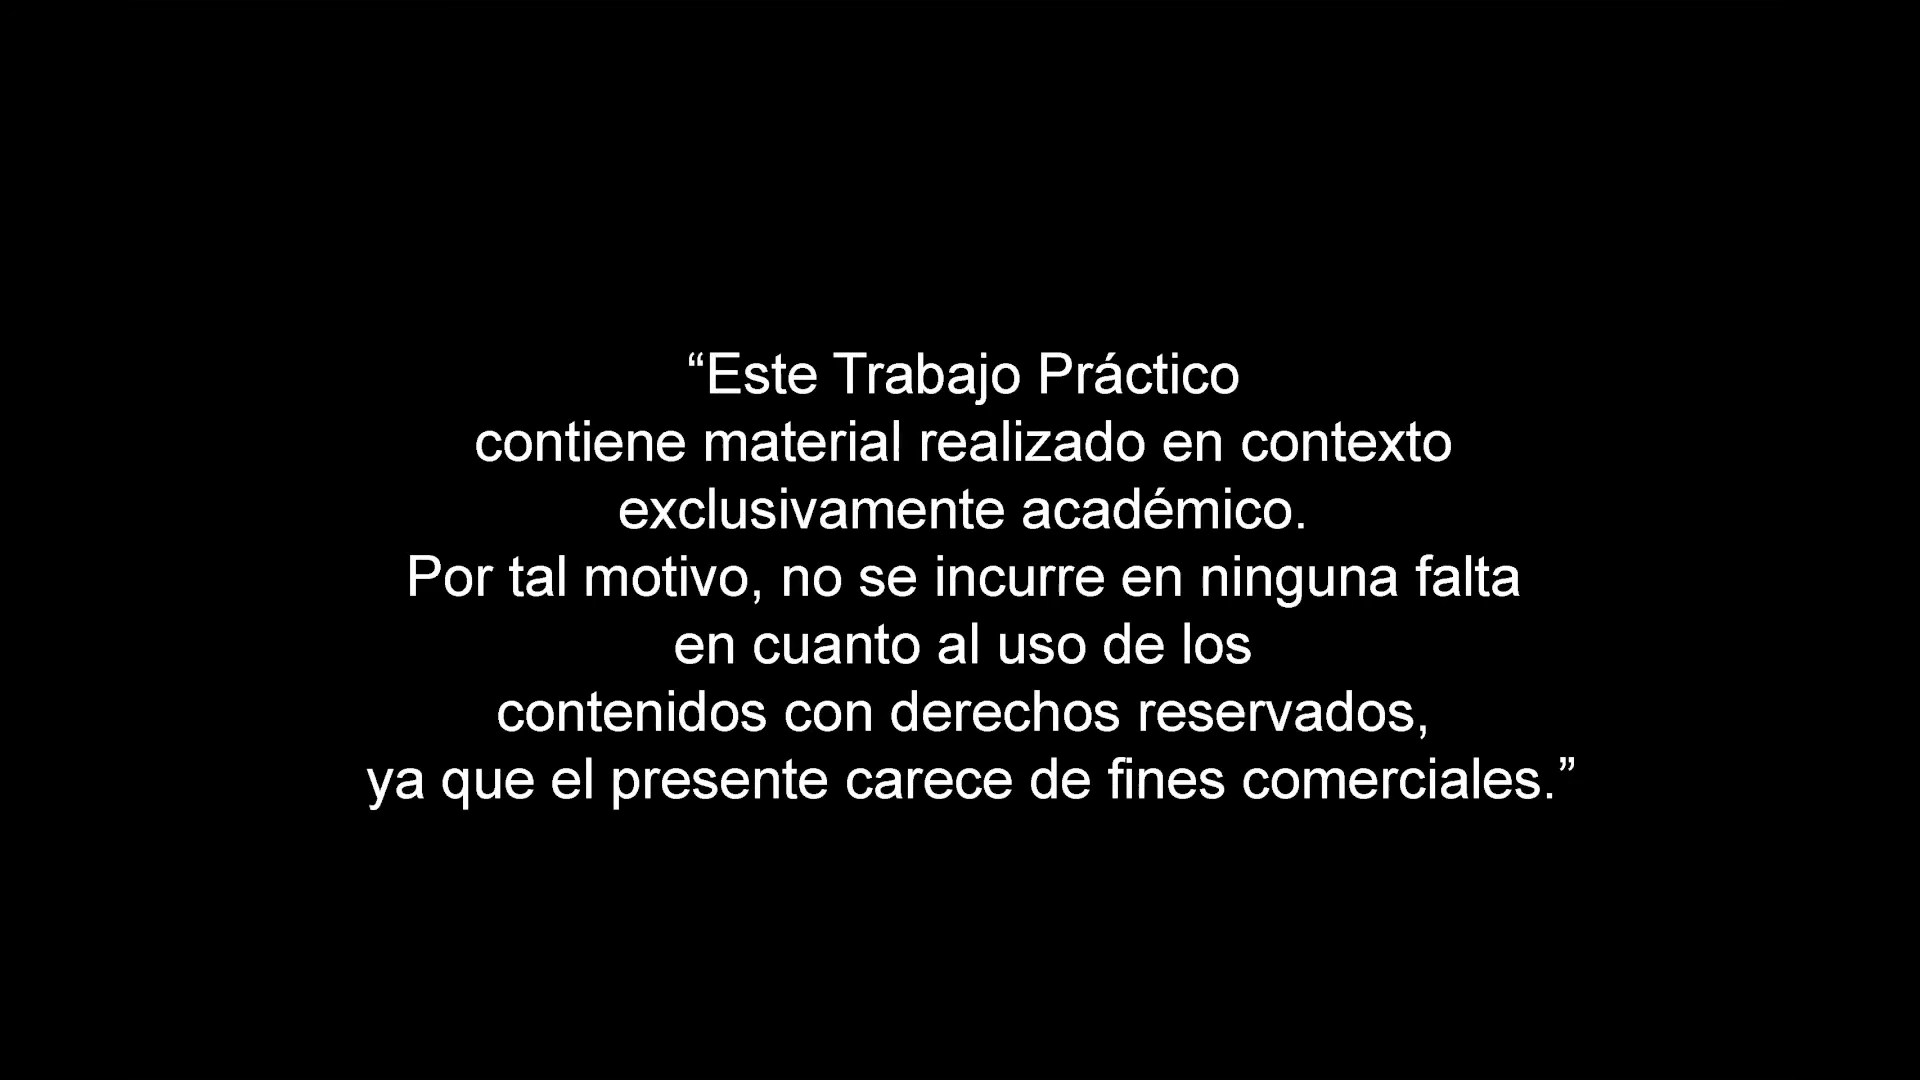 “Este Trabajo Práctico
contiene material realizado en contexto
exclusivamente académico.
Por tal motivo, no se incurre en ninguna falta
en cuanto al uso de los
contenidos con derechos reservados,
ya que el presente carece de fines comerciales.”